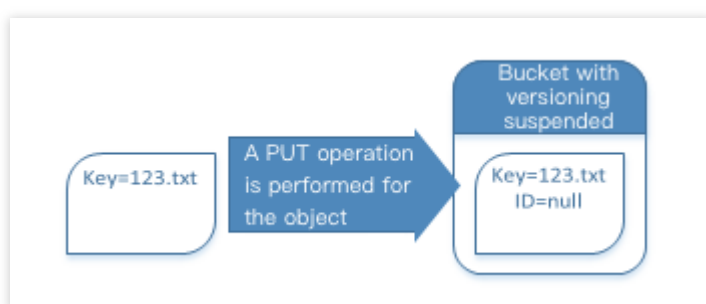 Key=123.txt
A PUT operation
is performed for
the object
Bucket with
versioning
suspended
Key=123.txt
ID=null